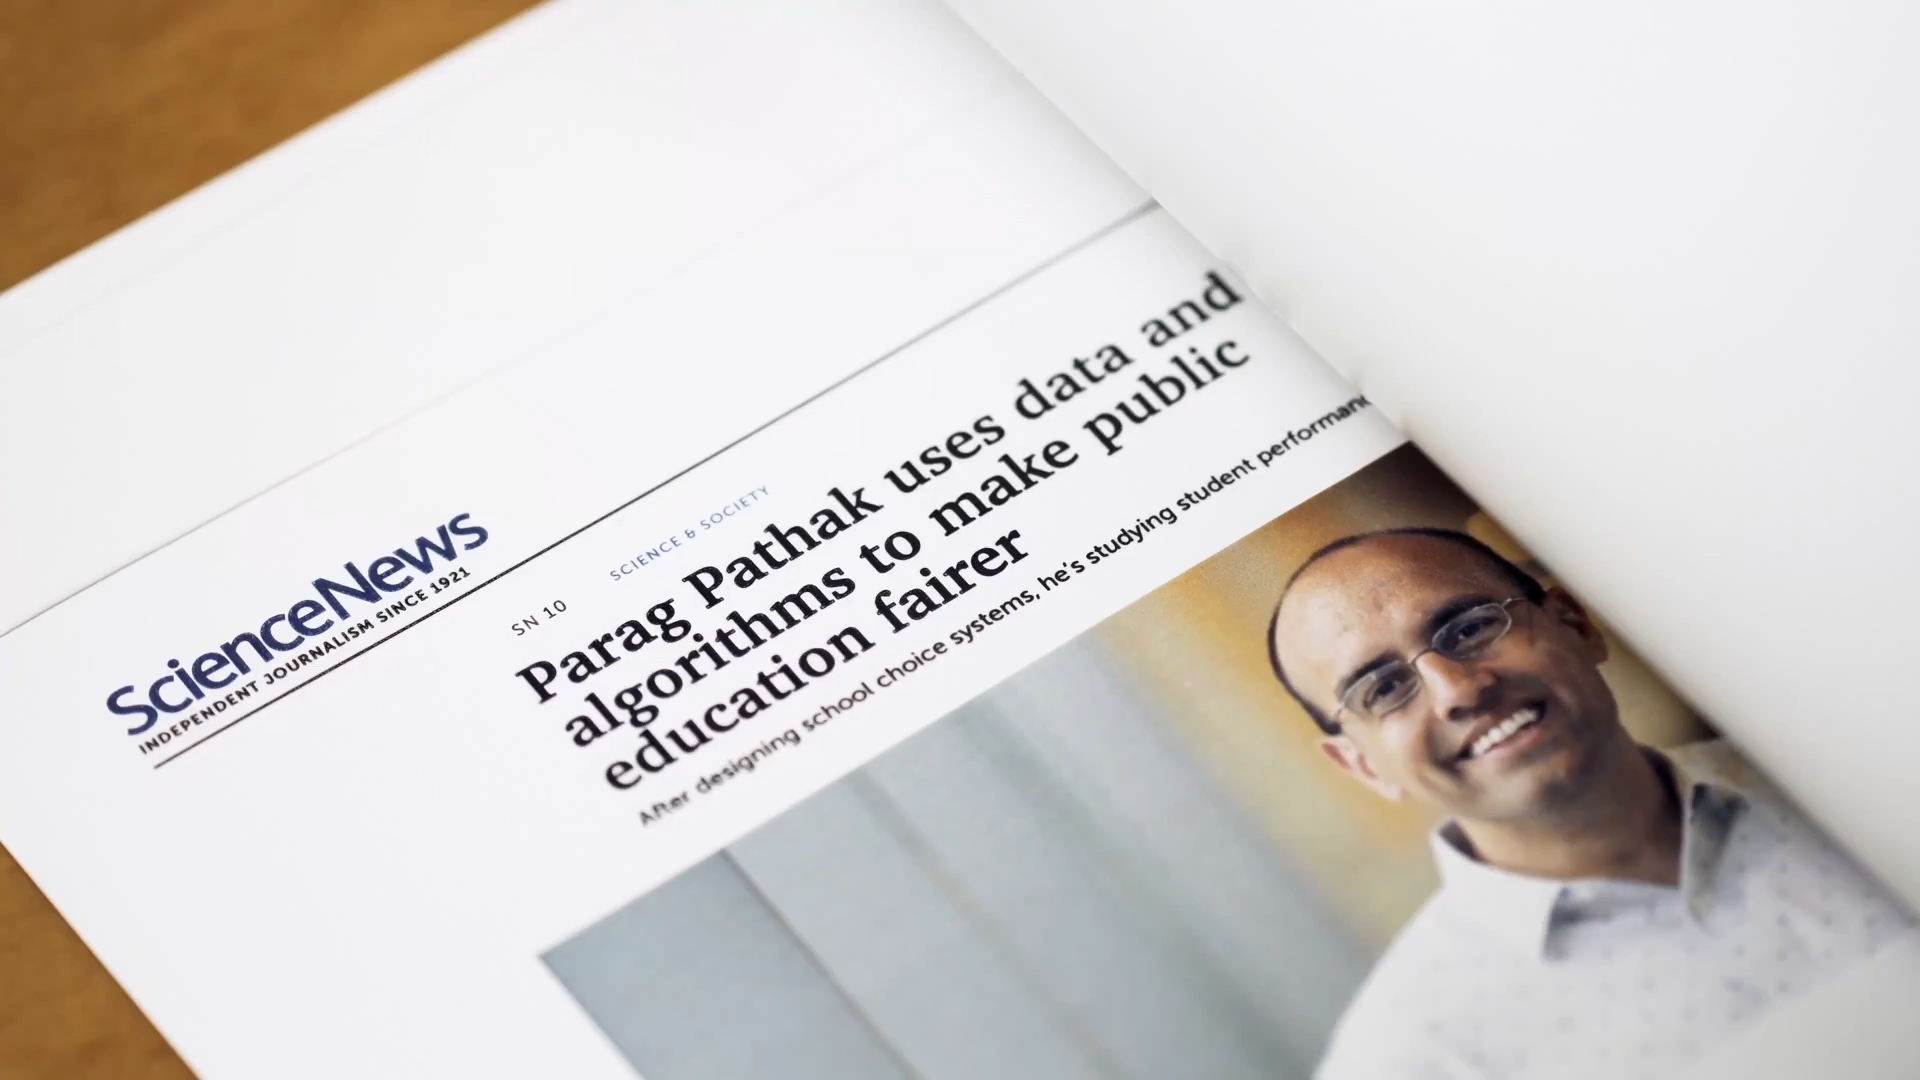 ScienceNews
INDEPENDENT JOURNALISM SINCE 1921
SN 10
SCIENCE & SOCIETY
Parag Pathak uses data and
algorithms to make public
education fairer
After designing school choice systems, he's studying student